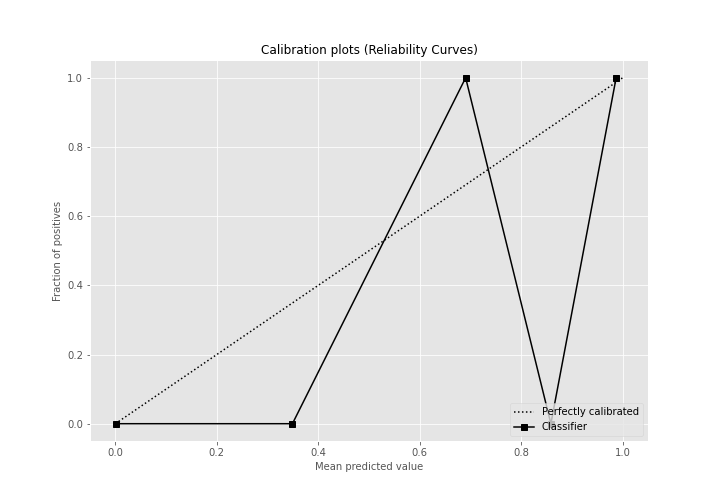 Calibration plots (Reliability Curves)
1.0
0.8
0.6
0.4
0.2
0.0
Fraction of positives
Perfectly calibrated
Classifier
0.0 0.2 0.4 0.6 0.8 1.0
Mean predicted value